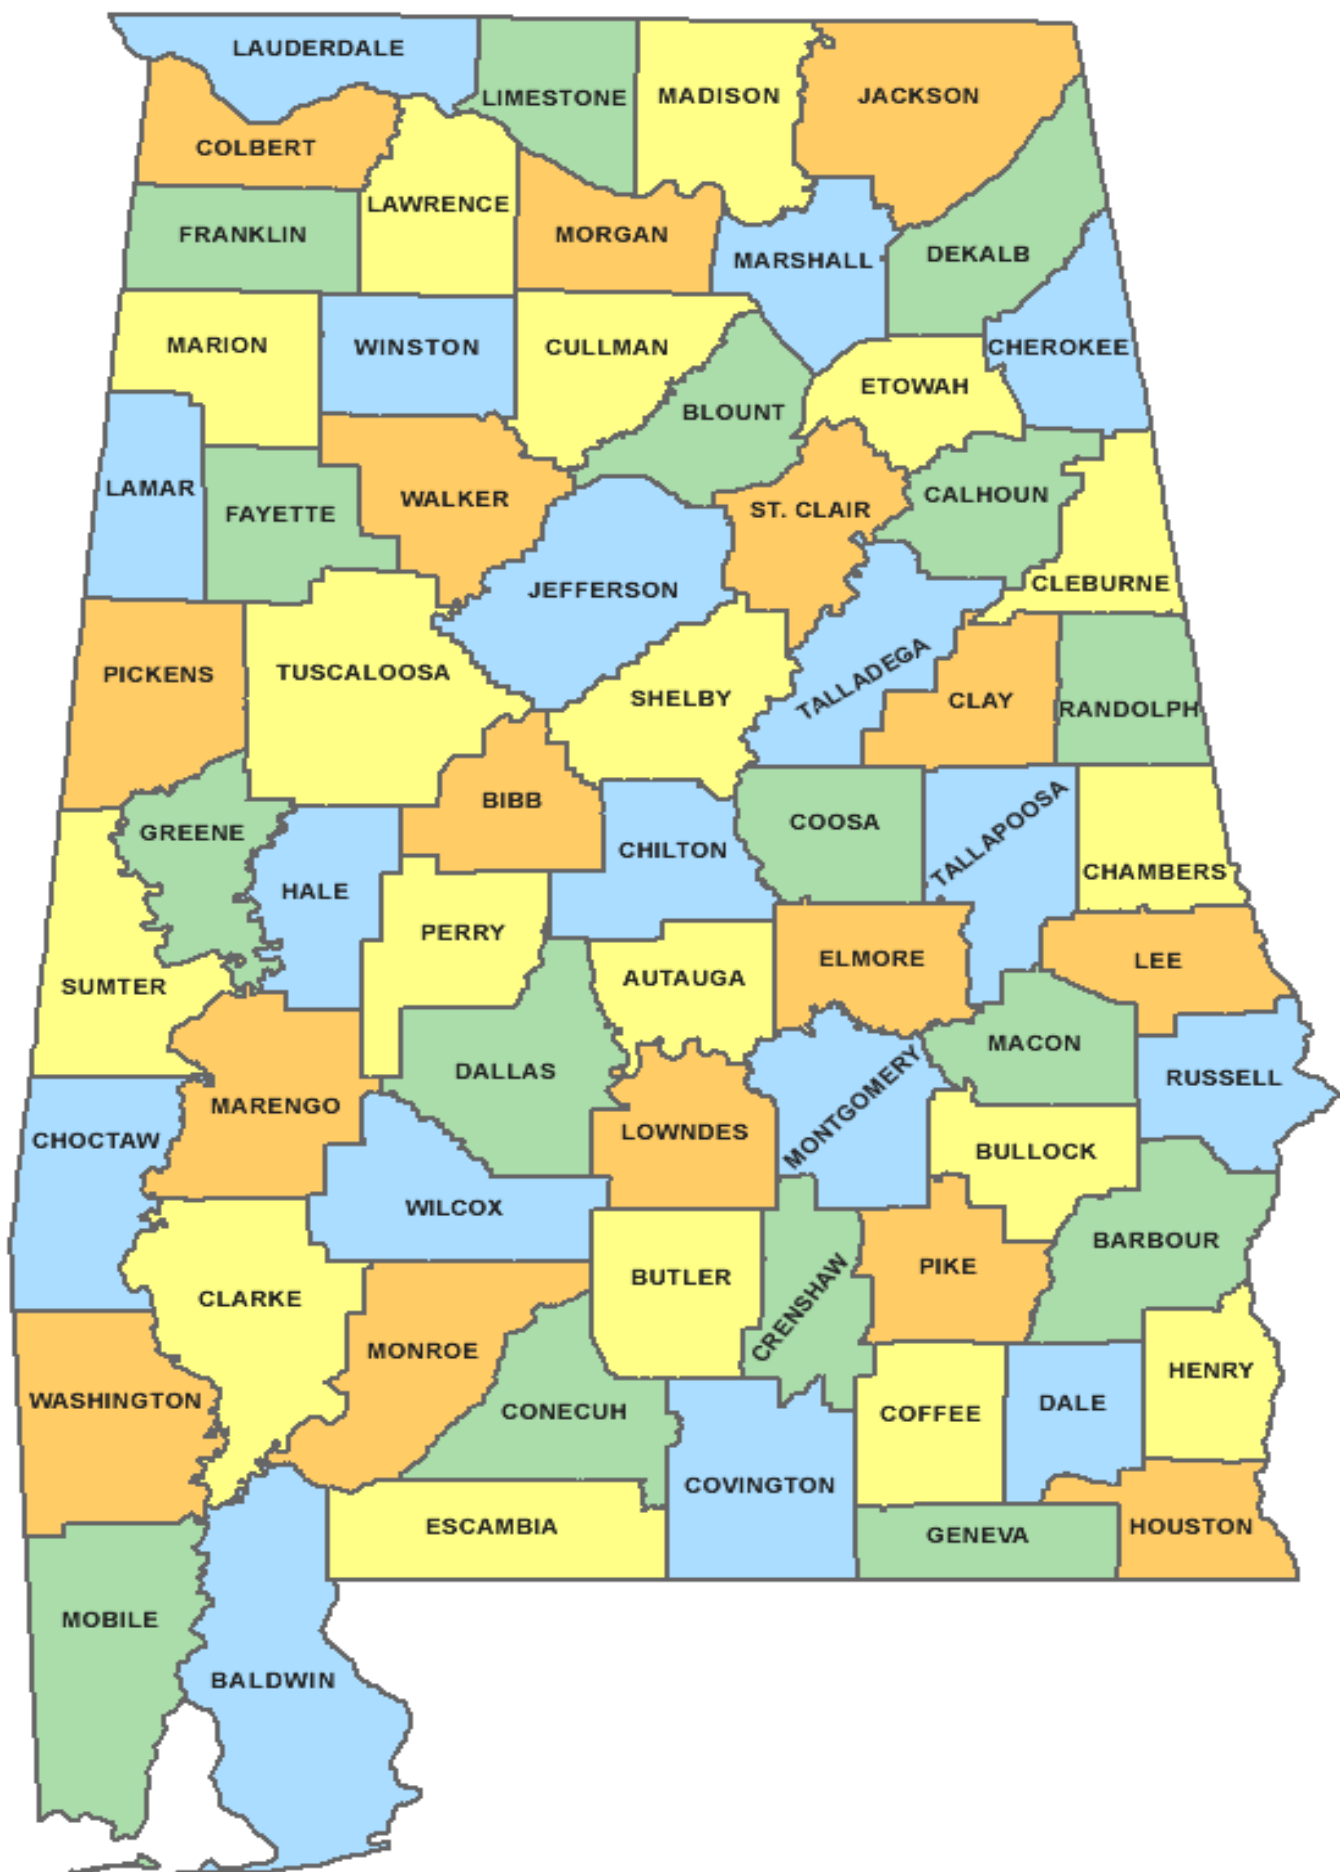 LAUDERDALE
LIMESTONE
MADISON
JACKSON
COLBERT
LAWRENCE
FRANKLIN
MORGAN
MARSHALL
DEKALB
MARION
WINSTON
CULLMAN
CHEROKEE
ETOWAH
BLOUNT
LAMAR
FAYETTE
WALKER
ST. CLAIR
CALHOUN
JEFFERSON
CLEBURNE
PICKENS
TUSCALOOSA
SHELBY
TALLADEGA
CLAY
RANDOLPH
BIBB
GREENE
COOSA
TALLAPOOSA
CHILTON
HALE
CHAMBERS
PERRY
SUMTER
AUTAUGA
ELMORE
LEE
DALLAS
MACON
RUSSELL
MARENGO
CHOCTAW
LOWNDES
MONTGOMERY
BULLOCK
WILCOX
BARBOUR
CLARKE
BUTLER
CRENSHAW
PIKE
MONROE
WASHINGTON
CONECUH
COFFEE
DALE
HENRY
COVINGTON
ESCAMBIA
GENEVA
HOUSTON
MOBILE
BALDWIN